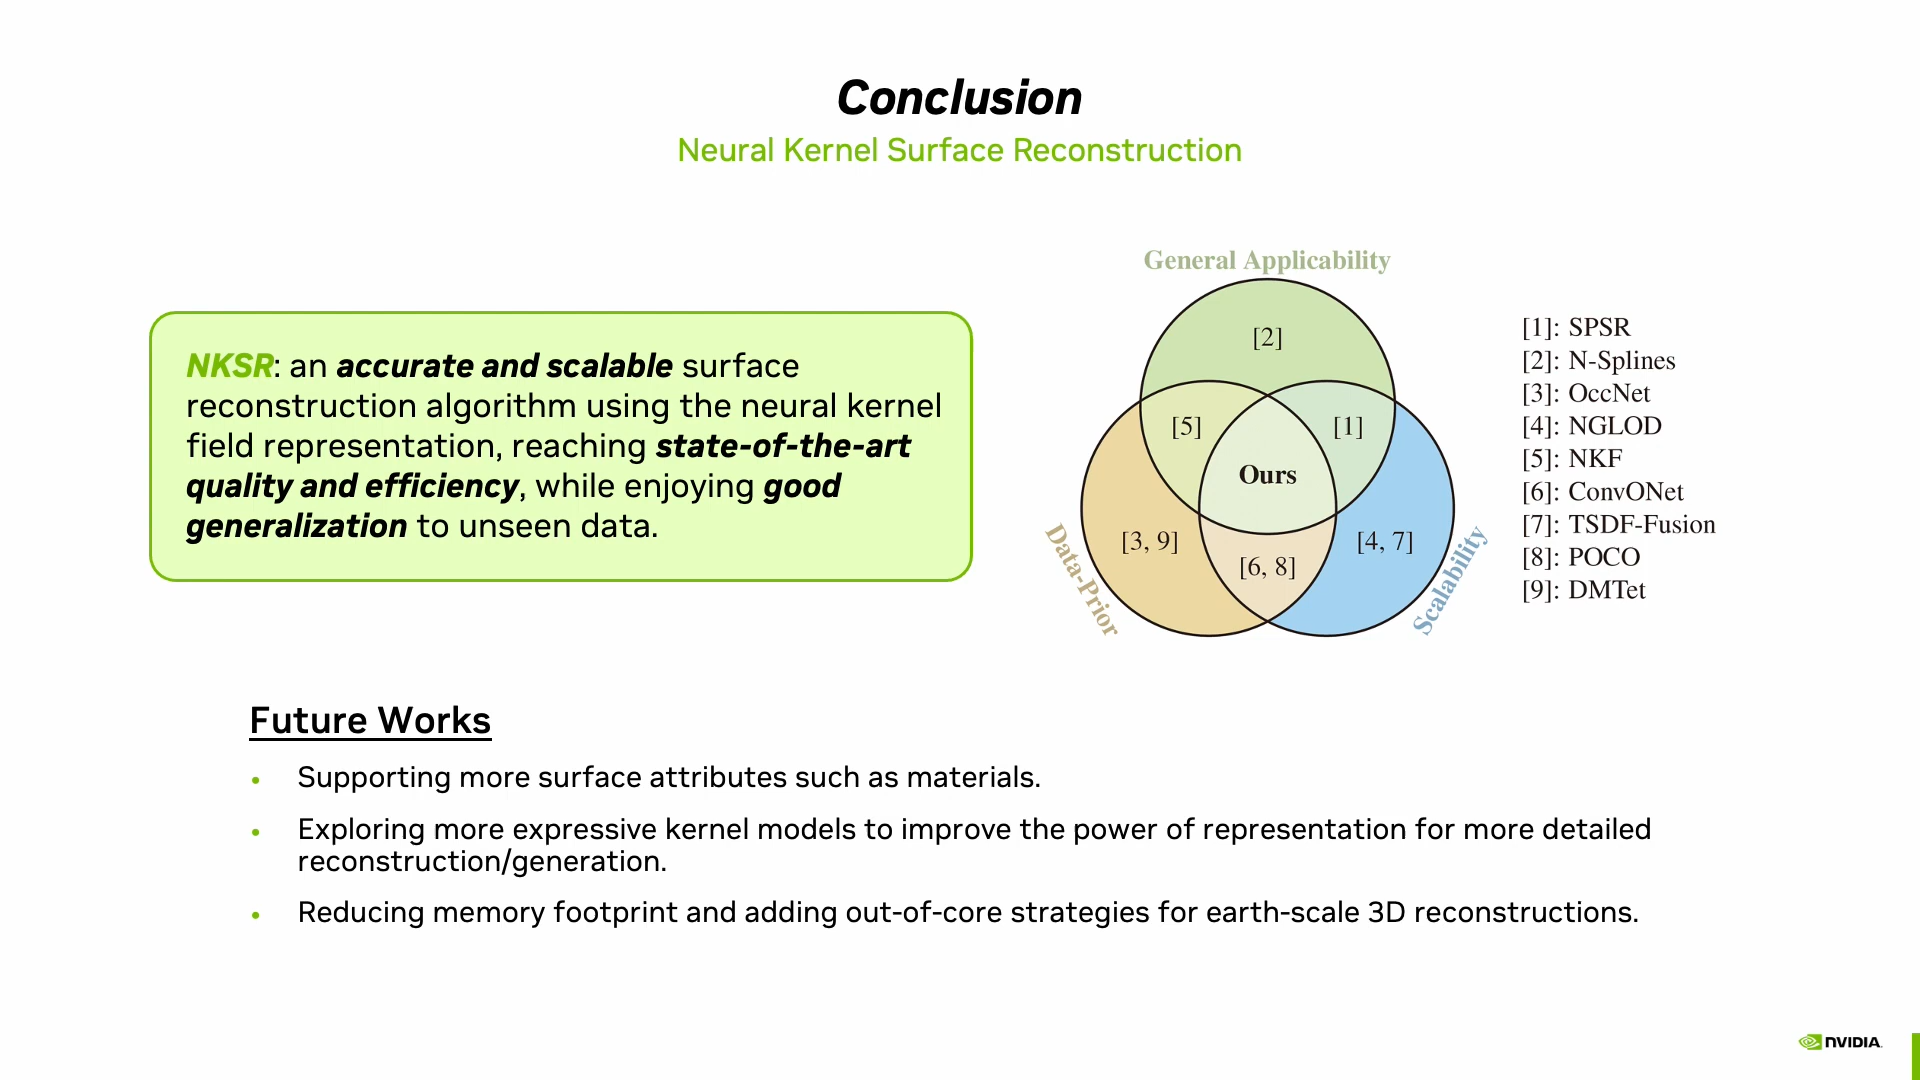 Conclusion
Neural Kernel Surface Reconstruction
NKSR: an accurate and scalable surface
reconstruction algorithm using the neural kernel
field representation, reaching state-of-the-art
quality and efficiency, while enjoying good
generalization to unseen data.
General Applicability
[2]
[5]
[1]
Ours
[3, 9]
[6, 8]
[4, 7]
Data-Prior
Scalability
[1]: SPSR
[2]: N-Splines
[3]: OccNet
[4]: NGLOD
[5]: NKF
[6]: ConvONet
[7]: TSDF-Fusion
[8]: POCO
[9]: DMTet
Future Works
• Supporting more surface attributes such as materials.
• Exploring more expressive kernel models to improve the power of representation for more detailed
reconstruction/generation.
• Reducing memory footprint and adding out-of-core strategies for earth-scale 3D reconstructions.
NVIDIA.